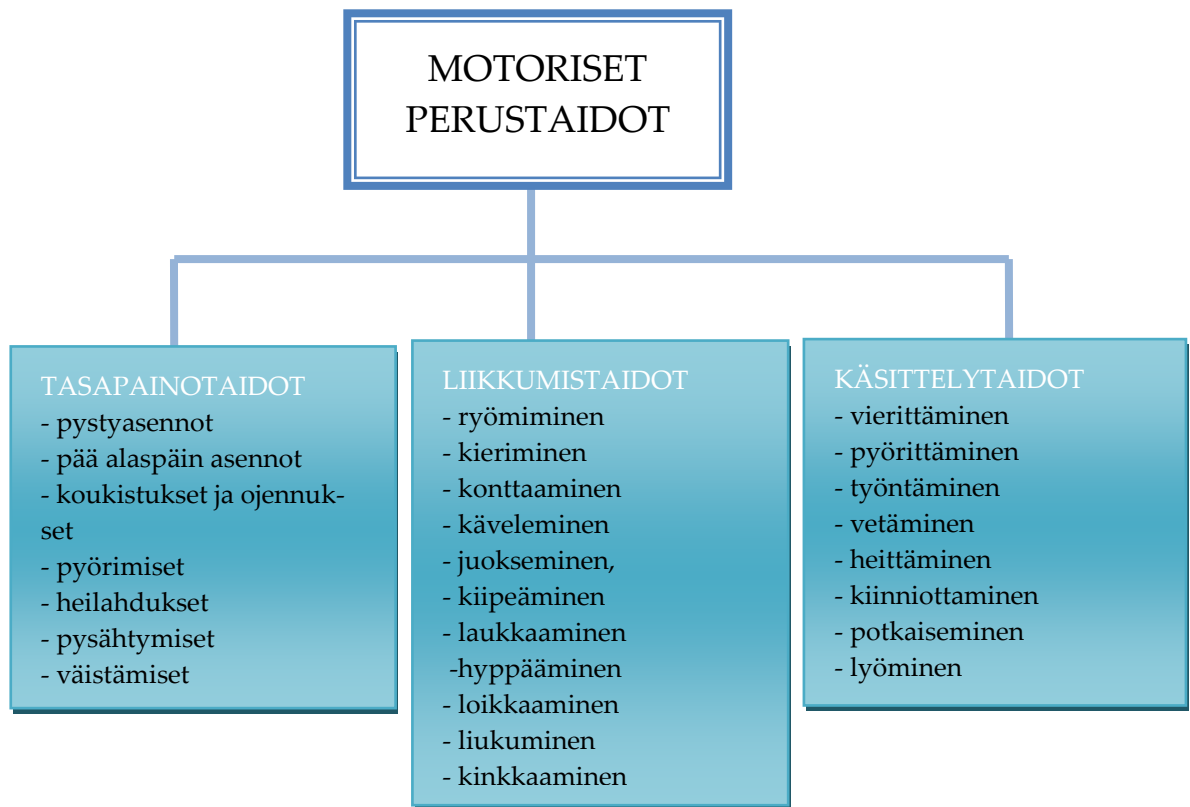 MOTORISET
PERUSTAIDOT
TASAPAINOTAIDOT
- pystyasennot
- pää alaspäin asennot
- koukistukset ja ojennuk-
set
- pyörimiset
- heilahdukset
- pysähtymiset
- väistämiset
LIIKKUMISTAIDOT
- ryömiminen
- kieriminen
- konttaaminen
- käveleminen
- juokseminen,
- kiipeäminen
- laukkaaminen
-hyppääminen
- loikkaaminen
- liukuminen
- kinkkaaminen
KÄSITTELYTAIDOT
- vierittäminen
- pyörittäminen
- työntäminen
- vetäminen
- heittäminen
- kiinniottaminen
- potkaiseminen
- lyöminen